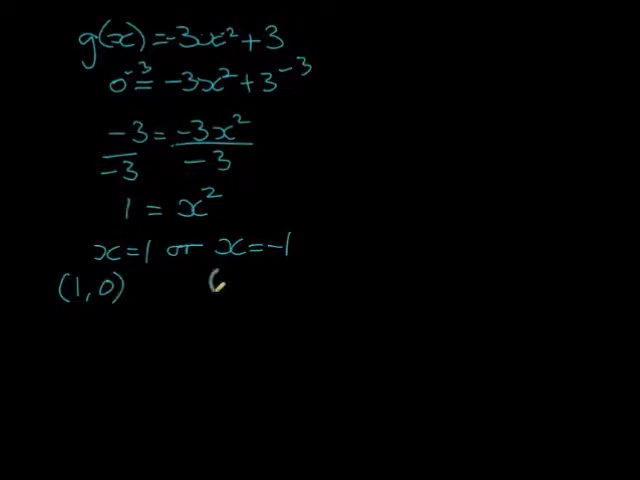 g(x) = -3x² + 3
0⁻³ = -3x² + 3⁻³
-3/-3 = -3x²/-3
1 = x²
x = 1 or x = -1
(1, 0) (